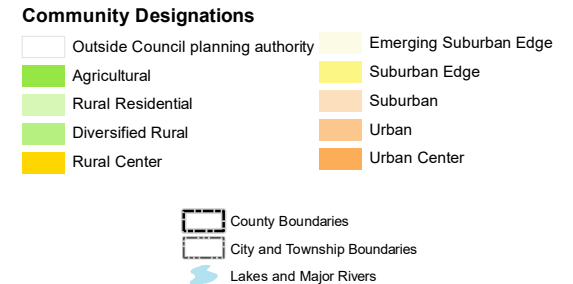 Community Designations
Outside Council planning authority
Agricultural
Rural Residential
Diversified Rural
Rural Center
Emerging Suburban Edge
Suburban Edge
Suburban
Urban
Urban Center
County Boundaries
City and Township Boundaries
Lakes and Major Rivers